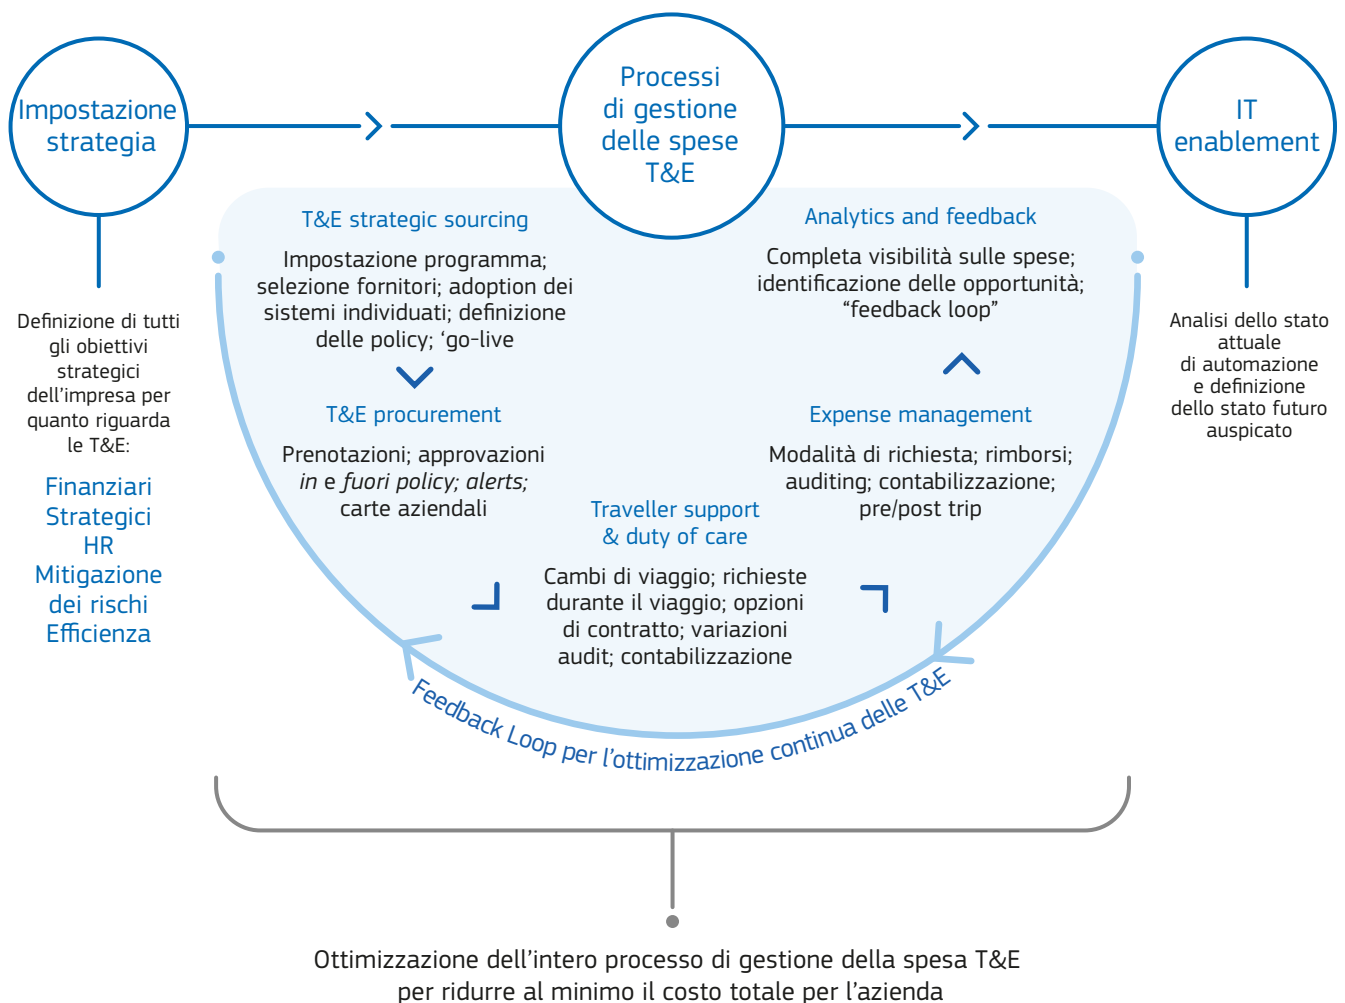 Impostazione
strategia
Processi
di gestione
delle spese
T&E
IT
enablement
Definizione di tutti
gli obiettivi
strategici
dell'impresa per
quanto riguarda
le T&E:
Finanziari
Strategici
HR
Mitigazione
dei rischi
Efficienza
T&E strategic sourcing
Impostazione programma;
selezione fornitori; adoption dei
sistemi individuati; definizione
delle policy; ‘go-live
T&E procurement
Prenotazioni; approvazioni
in e fuori policy; alerts;
carte aziendali
Traveller support
& duty of care
Cambi di viaggio; richieste
durante il viaggio; opzioni
di contratto; variazioni
audit; contabilizzazione
Expense management
Modalità di richiesta; rimborsi;
auditing; contabilizzazione;
pre/post trip
Analytics and feedback
Completa visibilità sulle spese;
identificazione delle opportunità;
“feedback loop”
Analisi dello stato
attuale
di automazione
e definizione
dello stato futuro
auspicato
Feedback Loop per l'ottimizzazione continua delle T&E
Ottimizzazione dell'intero processo di gestione della spesa T&E
per ridurre al minimo il costo totale per l'azienda